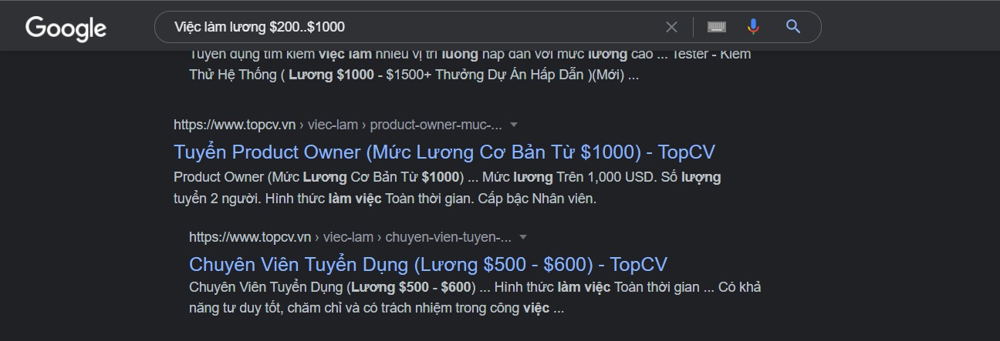 Google
Việc làm lương $200..$1000
Tuyển dụng tìm kiếm việc làm nhiều vị trí lương hấp dẫn với mức lương cao ... Tester - Kiểm
Thử Hệ Thống ( Lương $1000 - $1500+ Thưởng Dự Án Hấp Dẫn )(Mới) ...
https://www.topcv.vn › viec-lam › product-owner-muc-...
Tuyển Product Owner (Mức Lương Cơ Bản Từ $1000) - TopCV
Product Owner (Mức Lương Cơ Bản Từ $1000) ... Mức lương Trên 1,000 USD. Số lượng
tuyển 2 người. Hình thức làm việc Toàn thời gian. Cấp bậc Nhân viên.
https://www.topcv.vn › viec-lam › chuyen-vien-tuyen-...
Chuyên Viên Tuyển Dụng (Lương $500 - $600) - TopCV
Chuyên Viên Tuyển Dụng (Lương $500 - $600) ... Hình thức làm việc Toàn thời gian ... Có khả
năng tư duy tốt, chăm chỉ và có trách nhiệm trong công việc ...